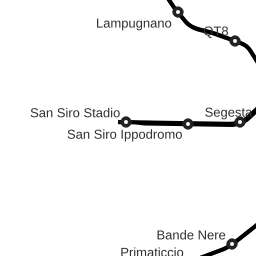 Lampugnano
QT8
San Siro Stadio
Segesta
San Siro Ippodromo
Bande Nere
Primaticcio